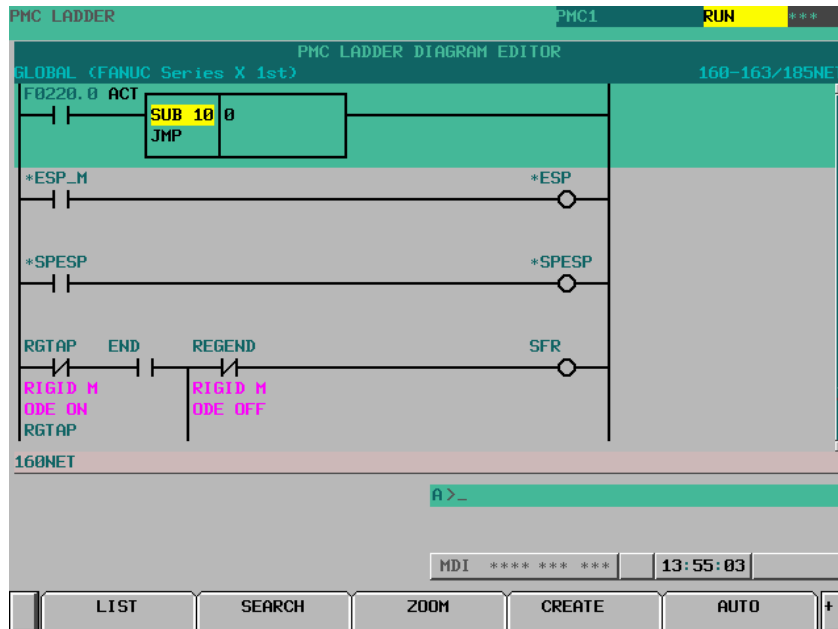 PMC LADDER PMC1 RUN ***
PMC LADDER DIAGRAM EDITOR
GLOBAL (FANUC Series X 1st) 160-163/185NET
F0220.0 ACT
SUB 10 0
JMP
*ESP_M *ESP
*SPESP *SPESP
RGTAP END REGEND SFR
RIGID M RIGID M
ODE ON ODE OFF
RGTAP
160NET
A>_
MDI **** *** *** 13:55:03
LIST SEARCH ZOOM CREATE AUTO +